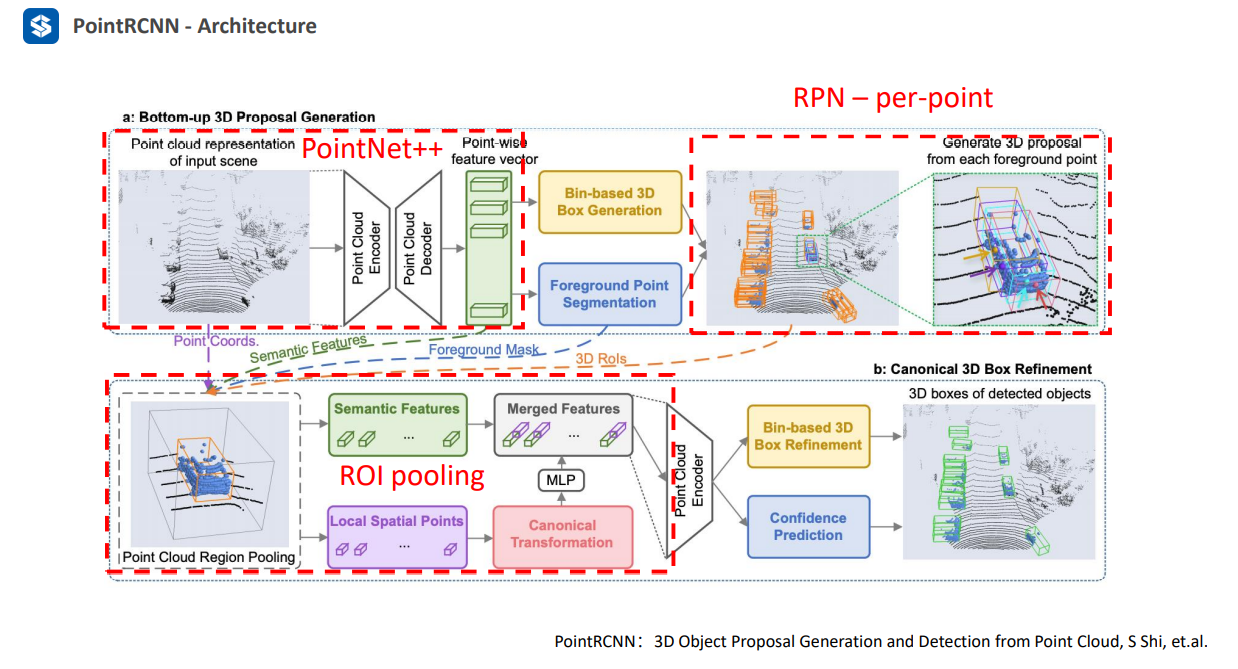 PointRCNN - Architecture
RPN – per-point
a: Bottom-up 3D Proposal Generation
Point cloud representation
of input scene
PointNet++
Point-wise
feature vector
Generate 3D proposal
from each foreground point
Point Cloud
Encoder
Point Cloud
Decoder
Bin-based 3D
Box Generation
Foreground Point
Segmentation
Point Coords.
Semantic Features
Foreground Mask
3D RoIs
b: Canonical 3D Box Refinement
3D boxes of detected objects
Semantic Features
...
Merged Features
...
ROI pooling
MLP
Point Cloud
Encoder
Bin-based 3D
Box Refinement
Local Spatial Points
...
Canonical
Transformation
Confidence
Prediction
Point Cloud Region Pooling
PointRCNN：3D Object Proposal Generation and Detection from Point Cloud, S Shi, et.al.